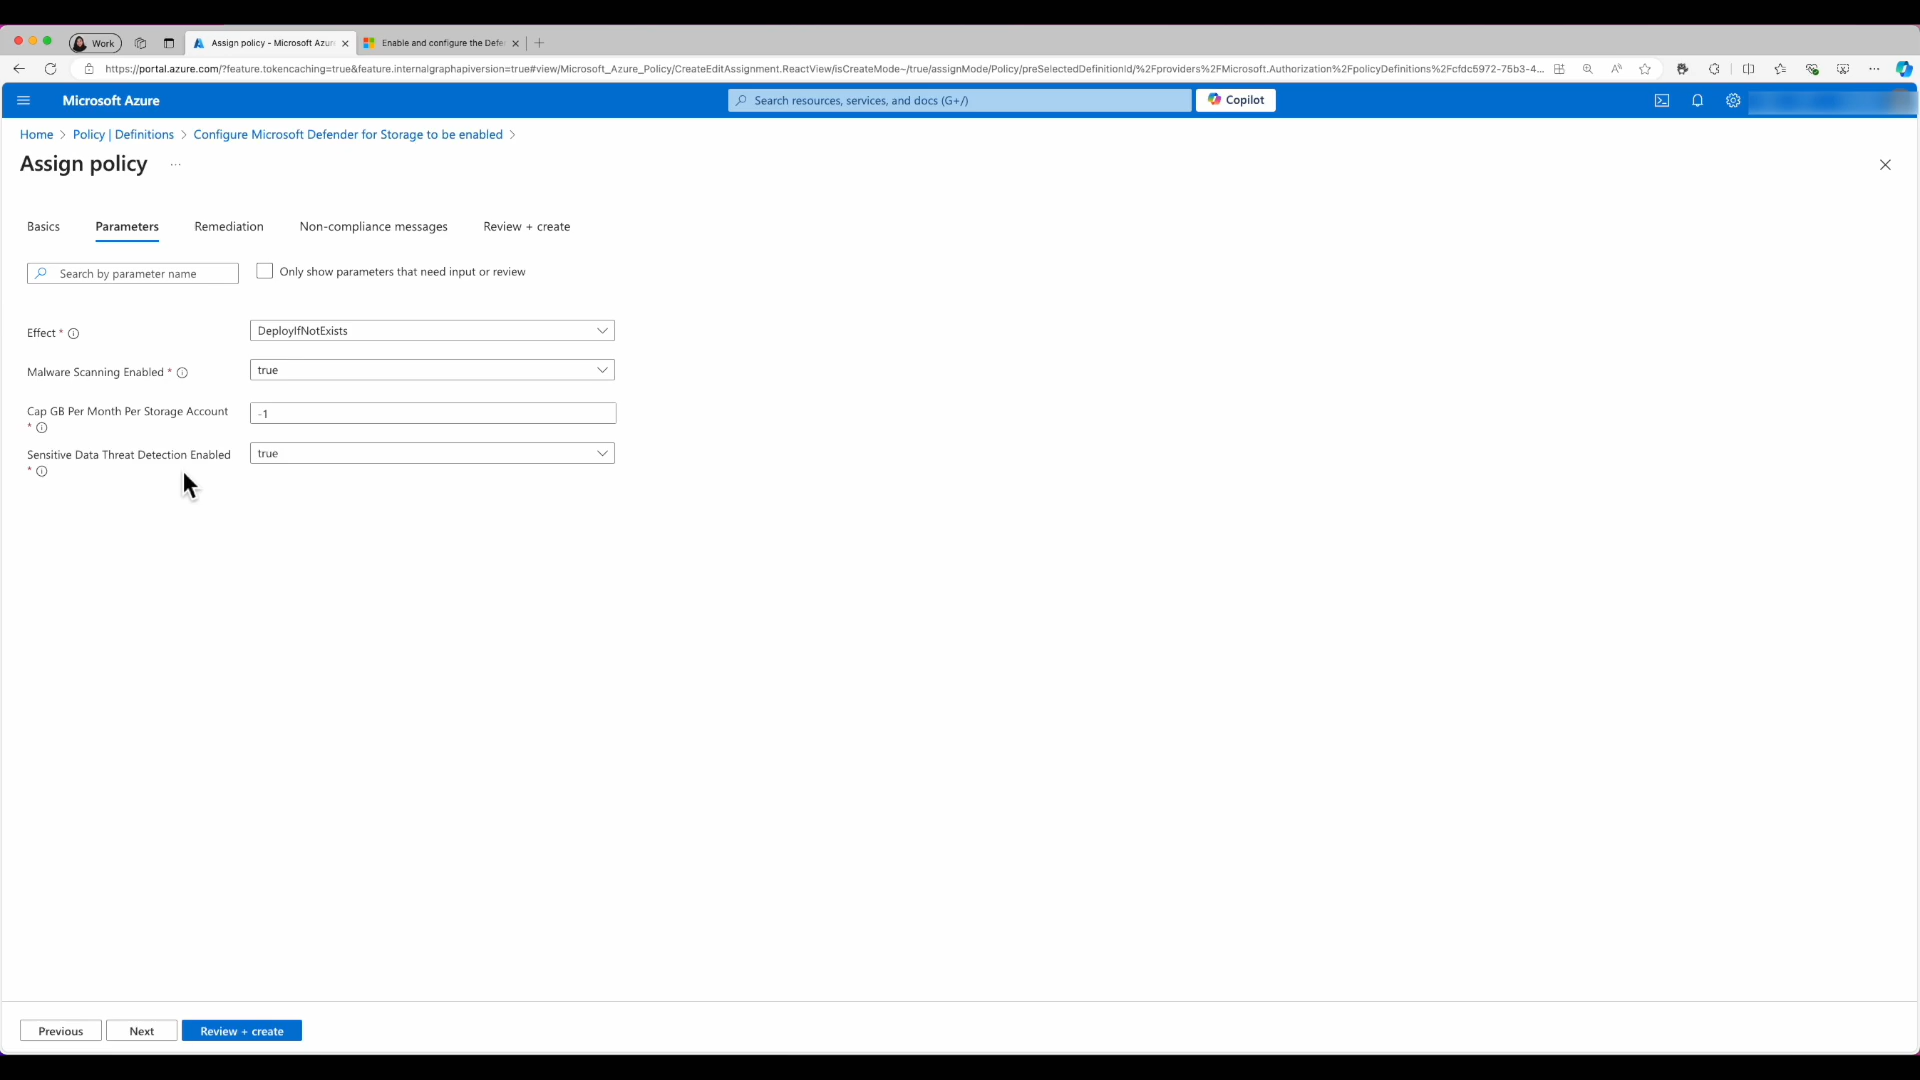 Work
Assign policy - Microsoft Azur
Enable and configure the Defe
https://portal.azure.com/?feature.tokencaching=true&feature.internalgraphapiversion=true#view/Microsoft_Azure_Policy/CreateEditAssignment.ReactView/isCreateMode~/true/assignMode/Policy/preSelectedDefinitionId/%2Fproviders%2FMicrosoft.Authorization%2FpolicyDefinitions%2Fcfdc5972-75b3-4...
Microsoft Azure
Search resources, services, and docs (G+/)
Copilot
Home > Policy | Definitions > Configure Microsoft Defender for Storage to be enabled >
Assign policy ...
Basics
Parameters
Remediation
Non-compliance messages
Review + create
Search by parameter name
Only show parameters that need input or review
Effect *
DeployIfNotExists
Malware Scanning Enabled *
true
Cap GB Per Month Per Storage Account
*
-1
Sensitive Data Threat Detection Enabled
*
true
Previous
Next
Review + create